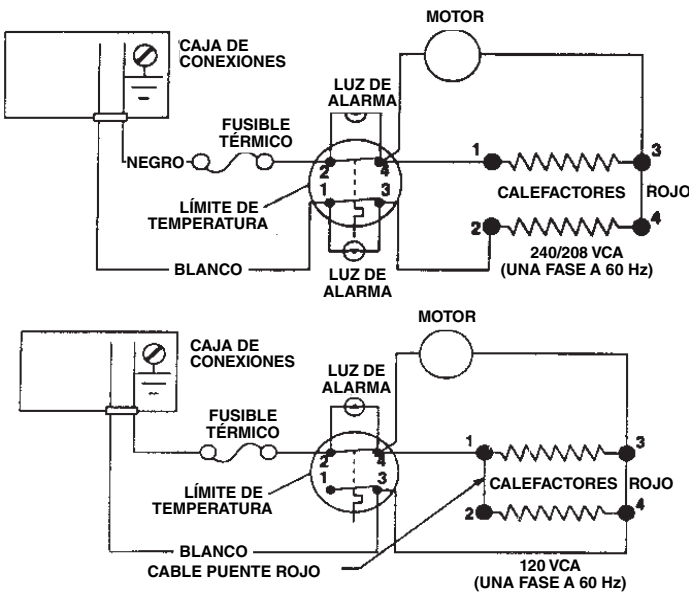 MOTOR
CAJA DE
CONEXIONES
LUZ DE
ALARMA
FUSIBLE
TÉRMICO
NEGRO
2
4
1
3
1
3
CALEFACTORES
ROJO
LÍMITE DE
TEMPERATURA
2
4
BLANCO
LUZ DE
ALARMA
240/208 VCA
(UNA FASE A 60 Hz)
MOTOR
CAJA DE
CONEXIONES
LUZ DE
ALARMA
FUSIBLE
TÉRMICO
2
4
1
3
1
3
CALEFACTORES
ROJO
LÍMITE DE
TEMPERATURA
2
4
BLANCO
CABLE PUENTE ROJO
120 VCA
(UNA FASE A 60 Hz)